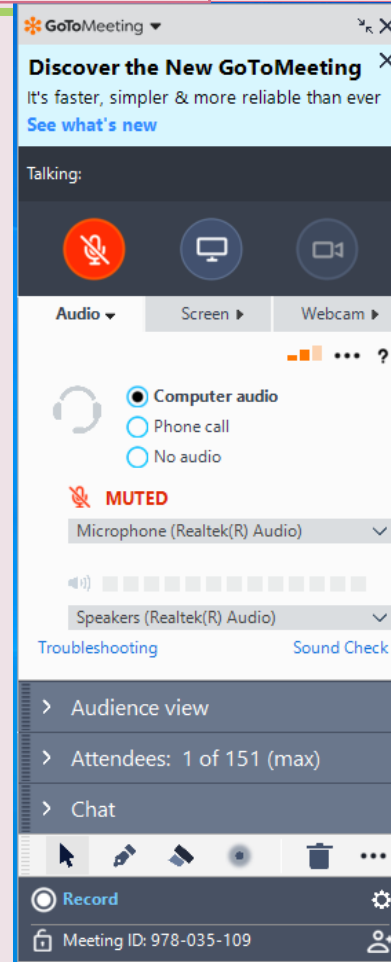 GoToMeeting
Discover the New GoToMeeting
It's faster, simpler & more reliable than ever
See what's new
Talking:
Audio Screen Webcam
?
Computer audio
Phone call
No audio
MUTED
Microphone (Realtek(R) Audio)
Speakers (Realtek(R) Audio)
Troubleshooting Sound Check
Audience view
Attendees: 1 of 151 (max)
Chat
Record
Meeting ID: 978-035-109